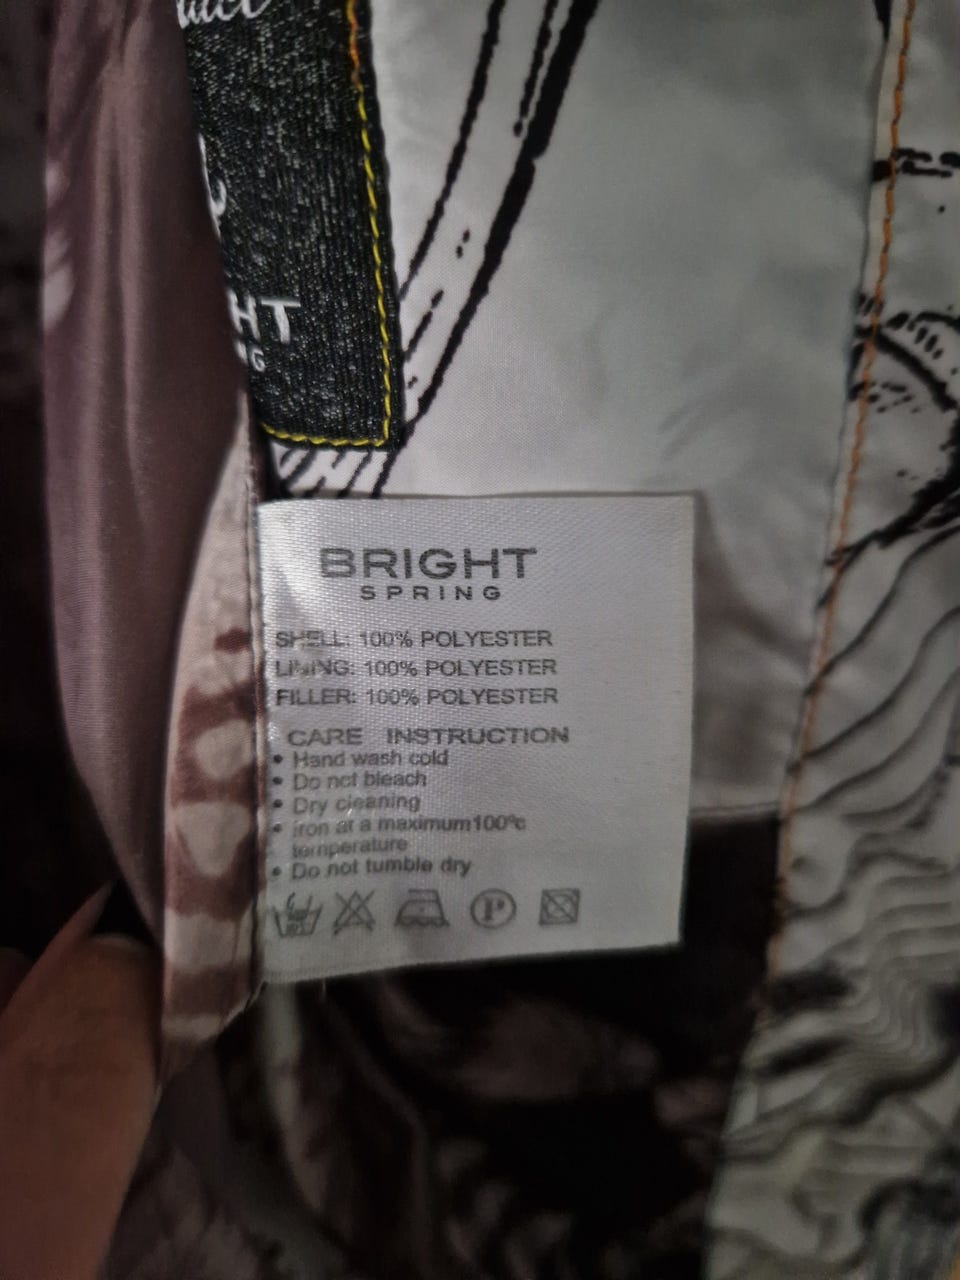 HT
BRIGHT
SPRING
SHELL: 100% POLYESTER
LINING: 100% POLYESTER
FILLER: 100% POLYESTER
CARE INSTRUCTION
• Hand wash cold
• Do not bleach
• Dry cleaning
• iron at a maximum100°c
temperature
• Do not tumble dry
P